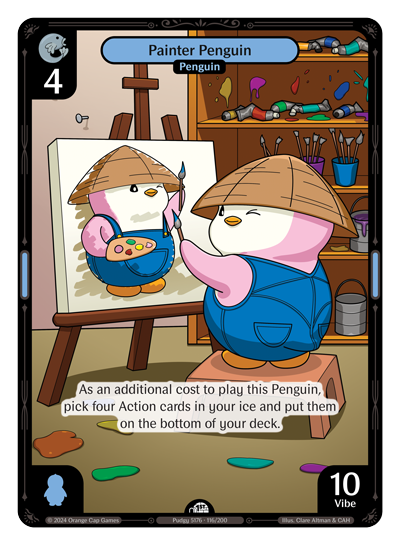 Painter Penguin
Penguin
4
As an additional cost to play this Penguin,
pick four Action cards in your ice and put them
on the bottom of your deck.
10
Vibe
© 2024 Orange Cap Games
Pudgy 5176 · 116/200
Illus. Clare Altman & CAH